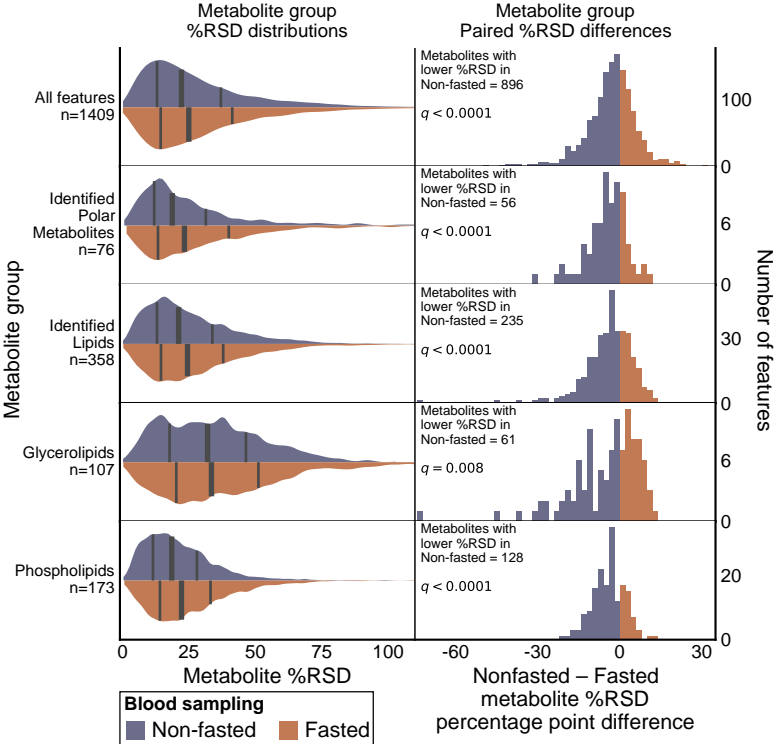 Metabolite group
%RSD distributions
Metabolite group
Paired %RSD differences
Metabolite group
All features
n=1409
Metabolites with
lower %RSD in
Non-fasted = 896
q < 0.0001
100
0
Identified
Polar
Metabolites
n=76
Metabolites with
lower %RSD in
Non-fasted = 56
q < 0.0001
6
0
Identified
Lipids
n=358
Metabolites with
lower %RSD in
Non-fasted = 235
q < 0.0001
30
0
Glycerolipids
n=107
Metabolites with
lower %RSD in
Non-fasted = 61
q = 0.008
6
0
Phospholipids
n=173
Metabolites with
lower %RSD in
Non-fasted = 128
q < 0.0001
20
0
Number of features
0 25 50 75 100
Metabolite %RSD
-60 -30 0 30
Nonfasted – Fasted
metabolite %RSD
percentage point difference
Blood sampling
Non-fasted Fasted